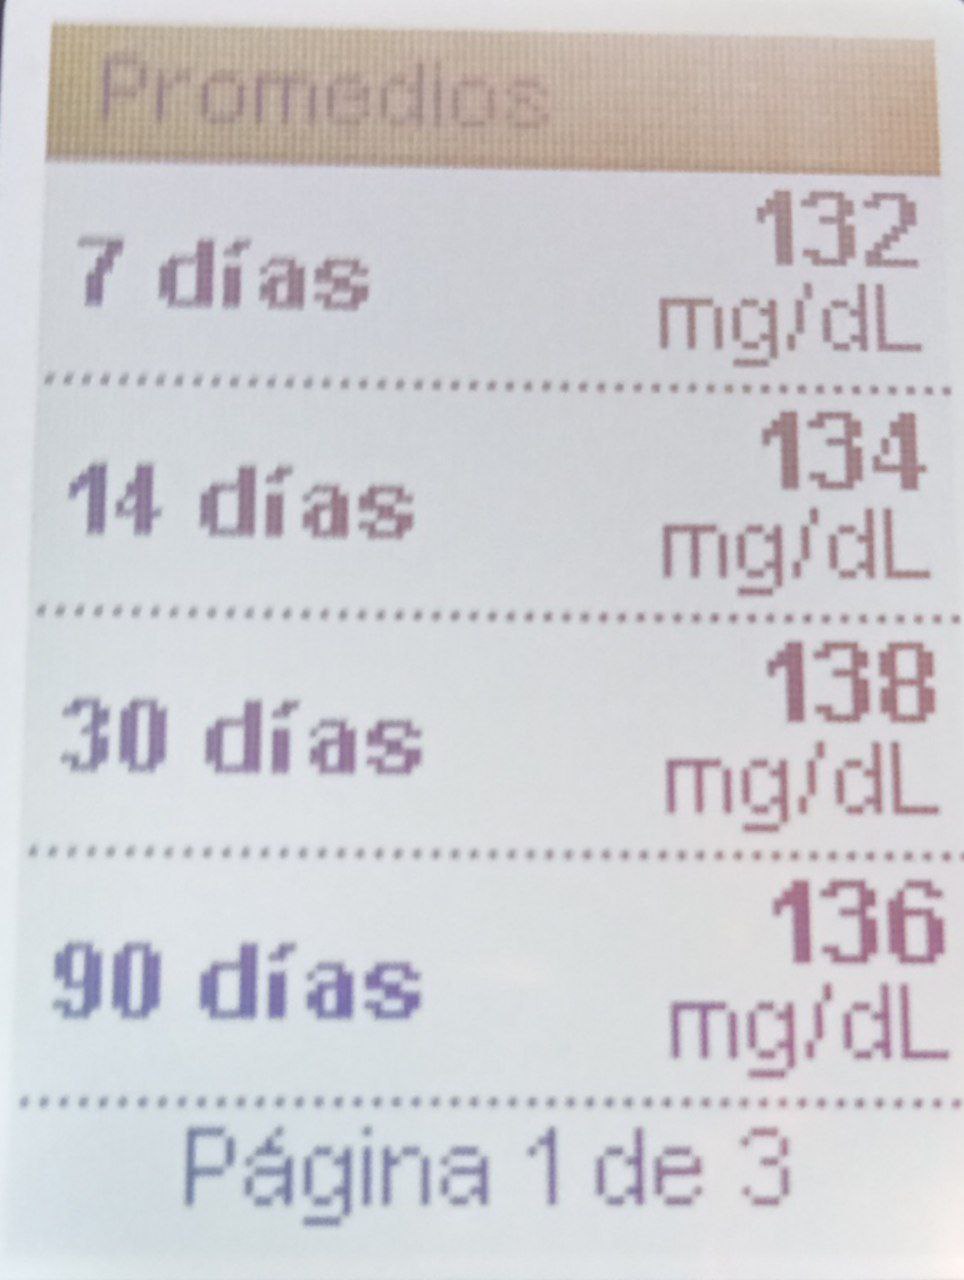 Promedios
7 días
132
mg/dL
14 días
134
mg/dL
30 días
138
mg/dL
90 días
136
mg/dL
Página 1 de 3